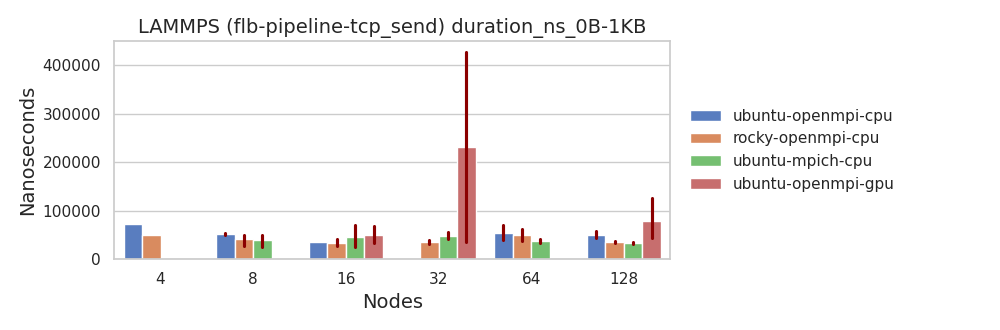 LAMMPS (flb-pipeline-tcp_send) duration_ns_0B-1KB
Nanoseconds
400000
300000
200000
100000
0
4 8 16 32 64 128
Nodes
ubuntu-openmpi-cpu
rocky-openmpi-cpu
ubuntu-mpich-cpu
ubuntu-openmpi-gpu